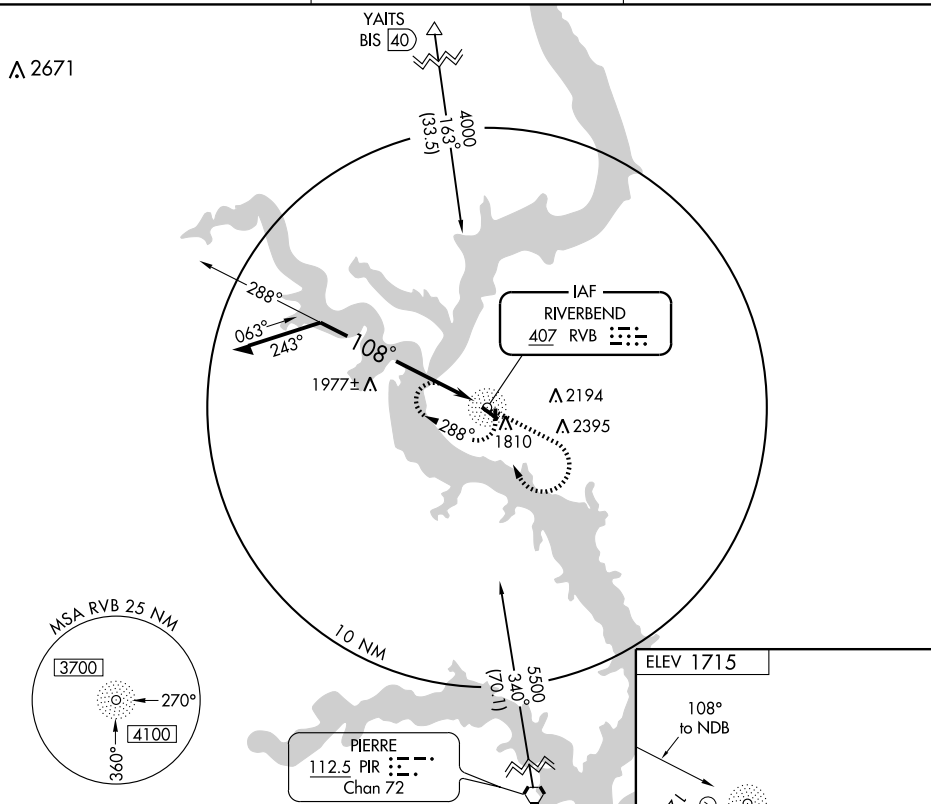 YAITS
BIS 40
2671
4000
163°
(33.5)
288°
063°
243°
108°
1977±
IAF
RIVERBEND
407 RVB
2194
2395
288°
1810
MSA RVB 25 NM
3700
270°
4100
360°
10 NM
5500
340°
(70.1)
PIERRE
112.5 PIR
Chan 72
ELEV 1715
108°
to NDB